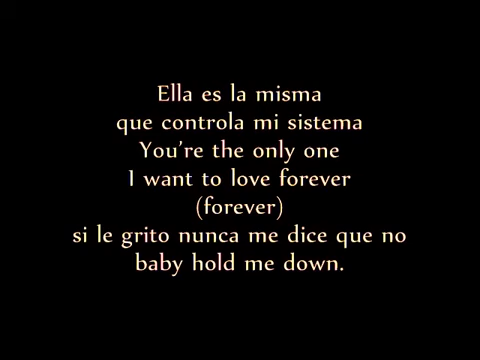 Ella es la misma
que controla mi sistema
You're the only one
I want to love forever
(forever)
si le grito nunca me dice que no
baby hold me down.